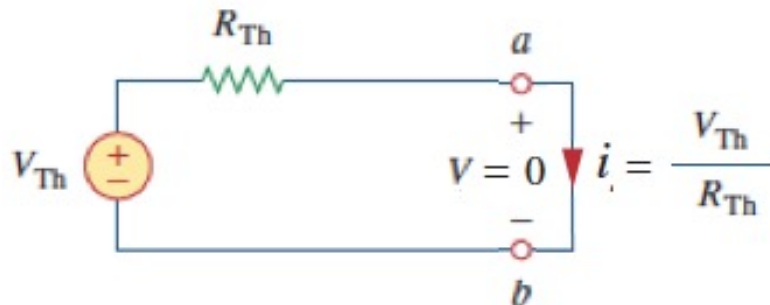 R_Th
a
V_Th
+
−
+
V = 0
−
i = V_Th / R_Th
b